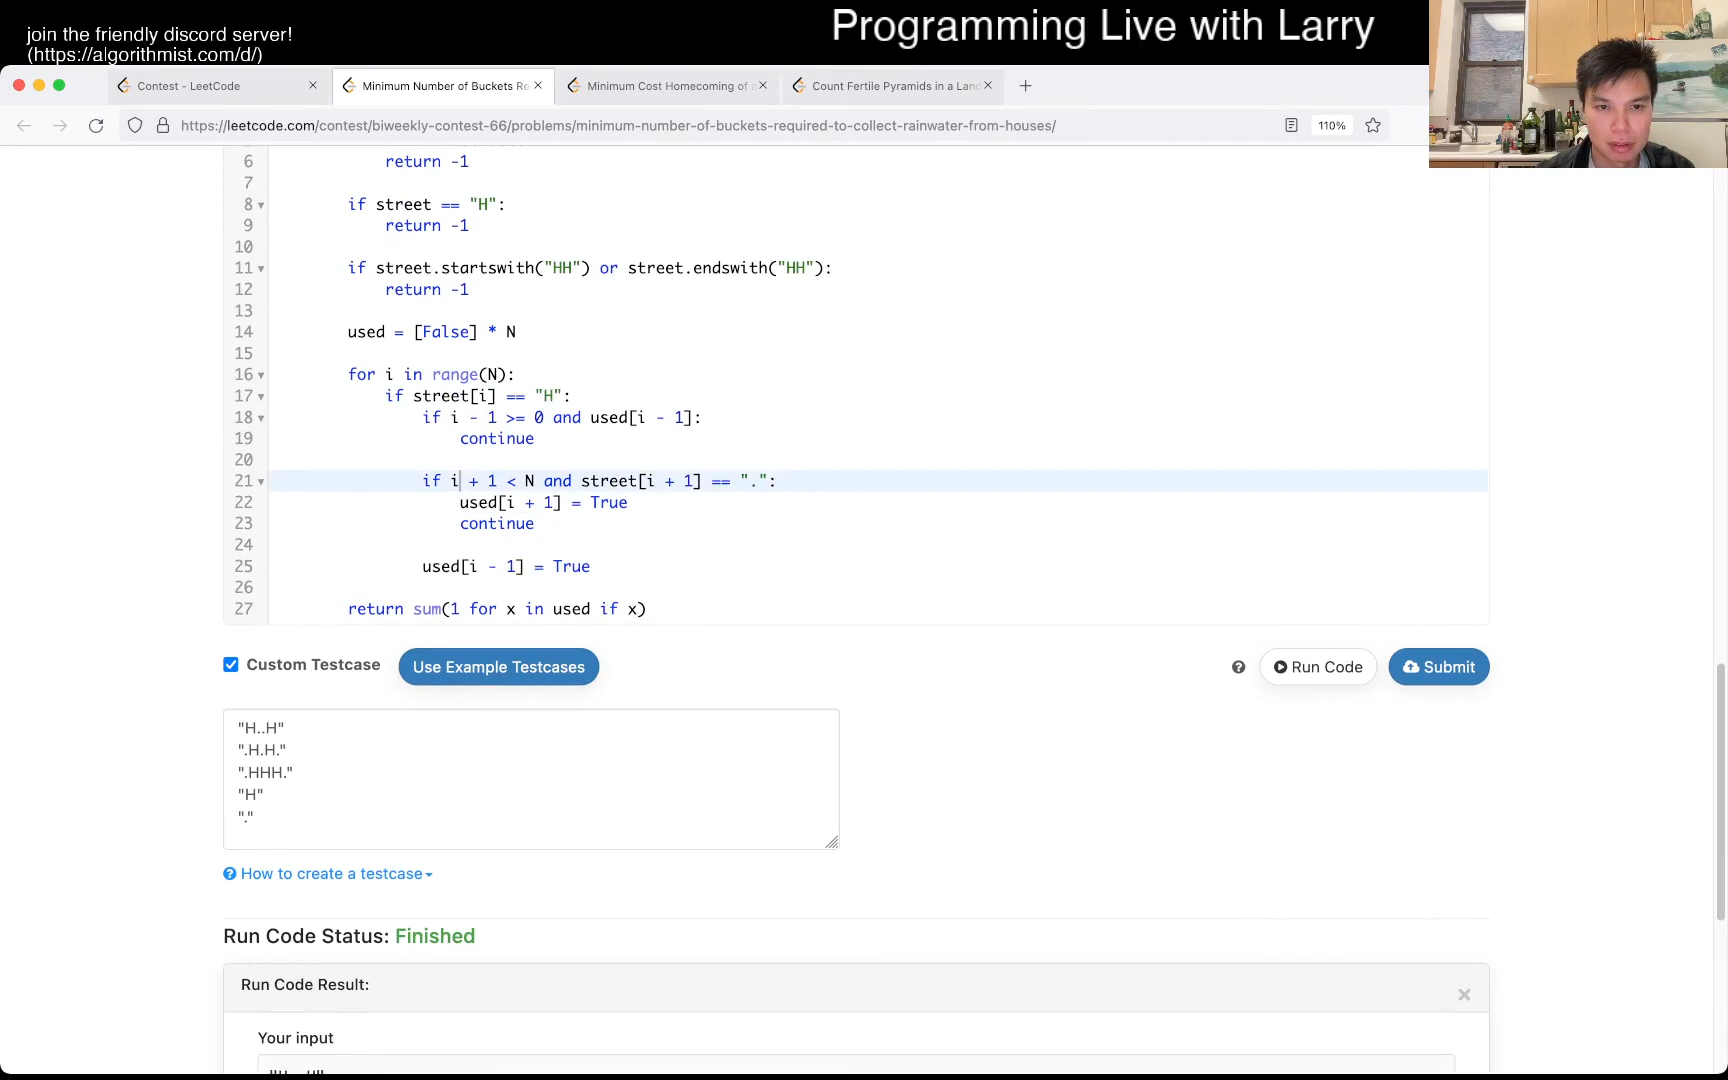 join the friendly discord server!
(https://algorithmist.com/d/)
Programming Live with Larry
Contest - LeetCode
Minimum Number of Buckets Re
Minimum Cost Homecoming of a
Count Fertile Pyramids in a Land
https://leetcode.com/contest/biweekly-contest-66/problems/minimum-number-of-buckets-required-to-collect-rainwater-from-houses/
110%
6 return -1
7
8 if street == "H":
9 return -1
10
11 if street.startswith("HH") or street.endswith("HH"):
12 return -1
13
14 used = [False] * N
15
16 for i in range(N):
17 if street[i] == "H":
18 if i - 1 >= 0 and used[i - 1]:
19 continue
20
21 if i + 1 < N and street[i + 1] == ".":
22 used[i + 1] = True
23 continue
24
25 used[i - 1] = True
26
27 return sum(1 for x in used if x)
Custom Testcase
Use Example Testcases
Run Code
Submit
"H..H"
".H.H."
".HHH."
"H"
"."
How to create a testcase
Run Code Status: Finished
Run Code Result:
Your input